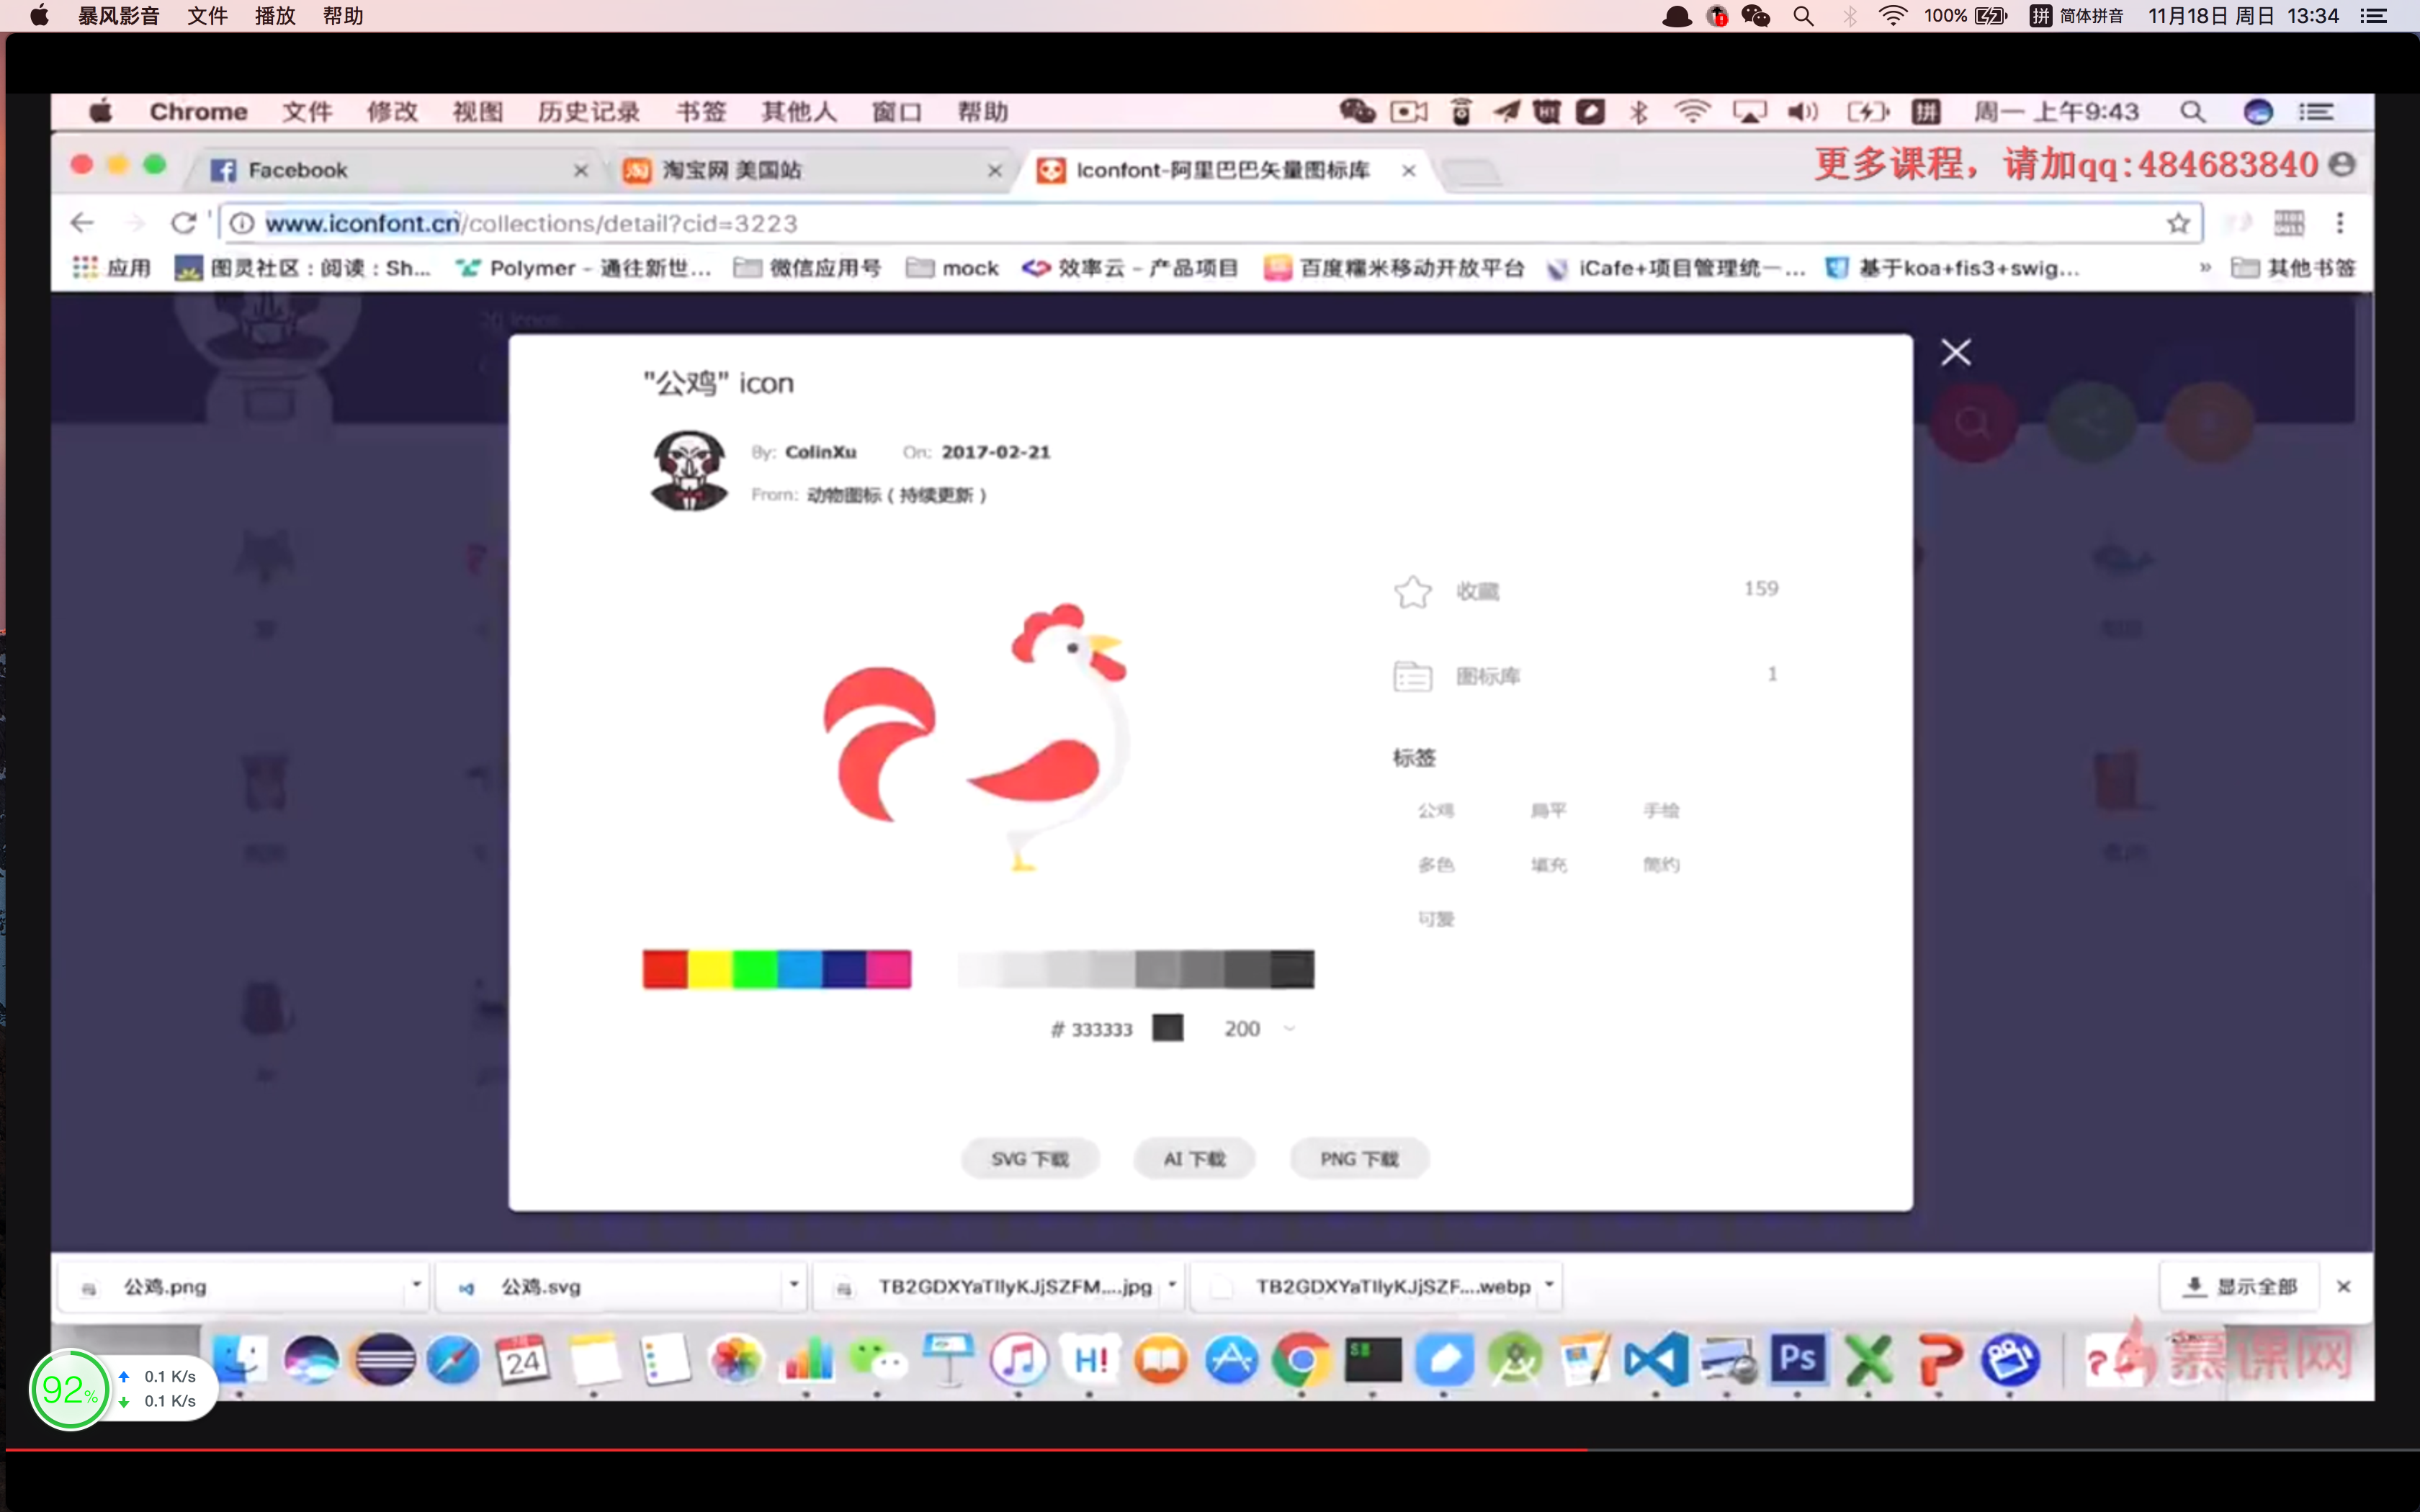 暴风影音 文件 播放 帮助
100% 拼 简体拼音 11月18日 周日 13:34
Chrome 文件 修改 视图 历史记录 书签 其他人 窗口 帮助
拼 周一 上午9:43
Facebook 淘宝网 美国站 Iconfont-阿里巴巴矢量图标库
更多课程，请加qq:484683840
www.iconfont.cn/collections/detail?cid=3223
应用 图灵社区：阅读：Sh... Polymer – 通往新世... 微信应用号 mock 效率云 – 产品项目 百度糯米移动开放平台 iCafe+项目管理统一... 基于koa+fis3+swig... » 其他书签
20 icons
"公鸡" icon
By: ColinXu On: 2017-02-21
From: 动物图标（持续更新）
收藏 159
图标库 1
标签
公鸡 扁平 手绘
多色 填充 简约
可爱
# 333333 200
SVG 下载 AI 下载 PNG 下载
公鸡.png 公鸡.svg TB2GDXYaTllyKJjSZFM....jpg TB2GDXYaTllyKJjSZF....webp 显示全部
24 H! Ps
慕课网
92% 0.1 K/s
0.1 K/s